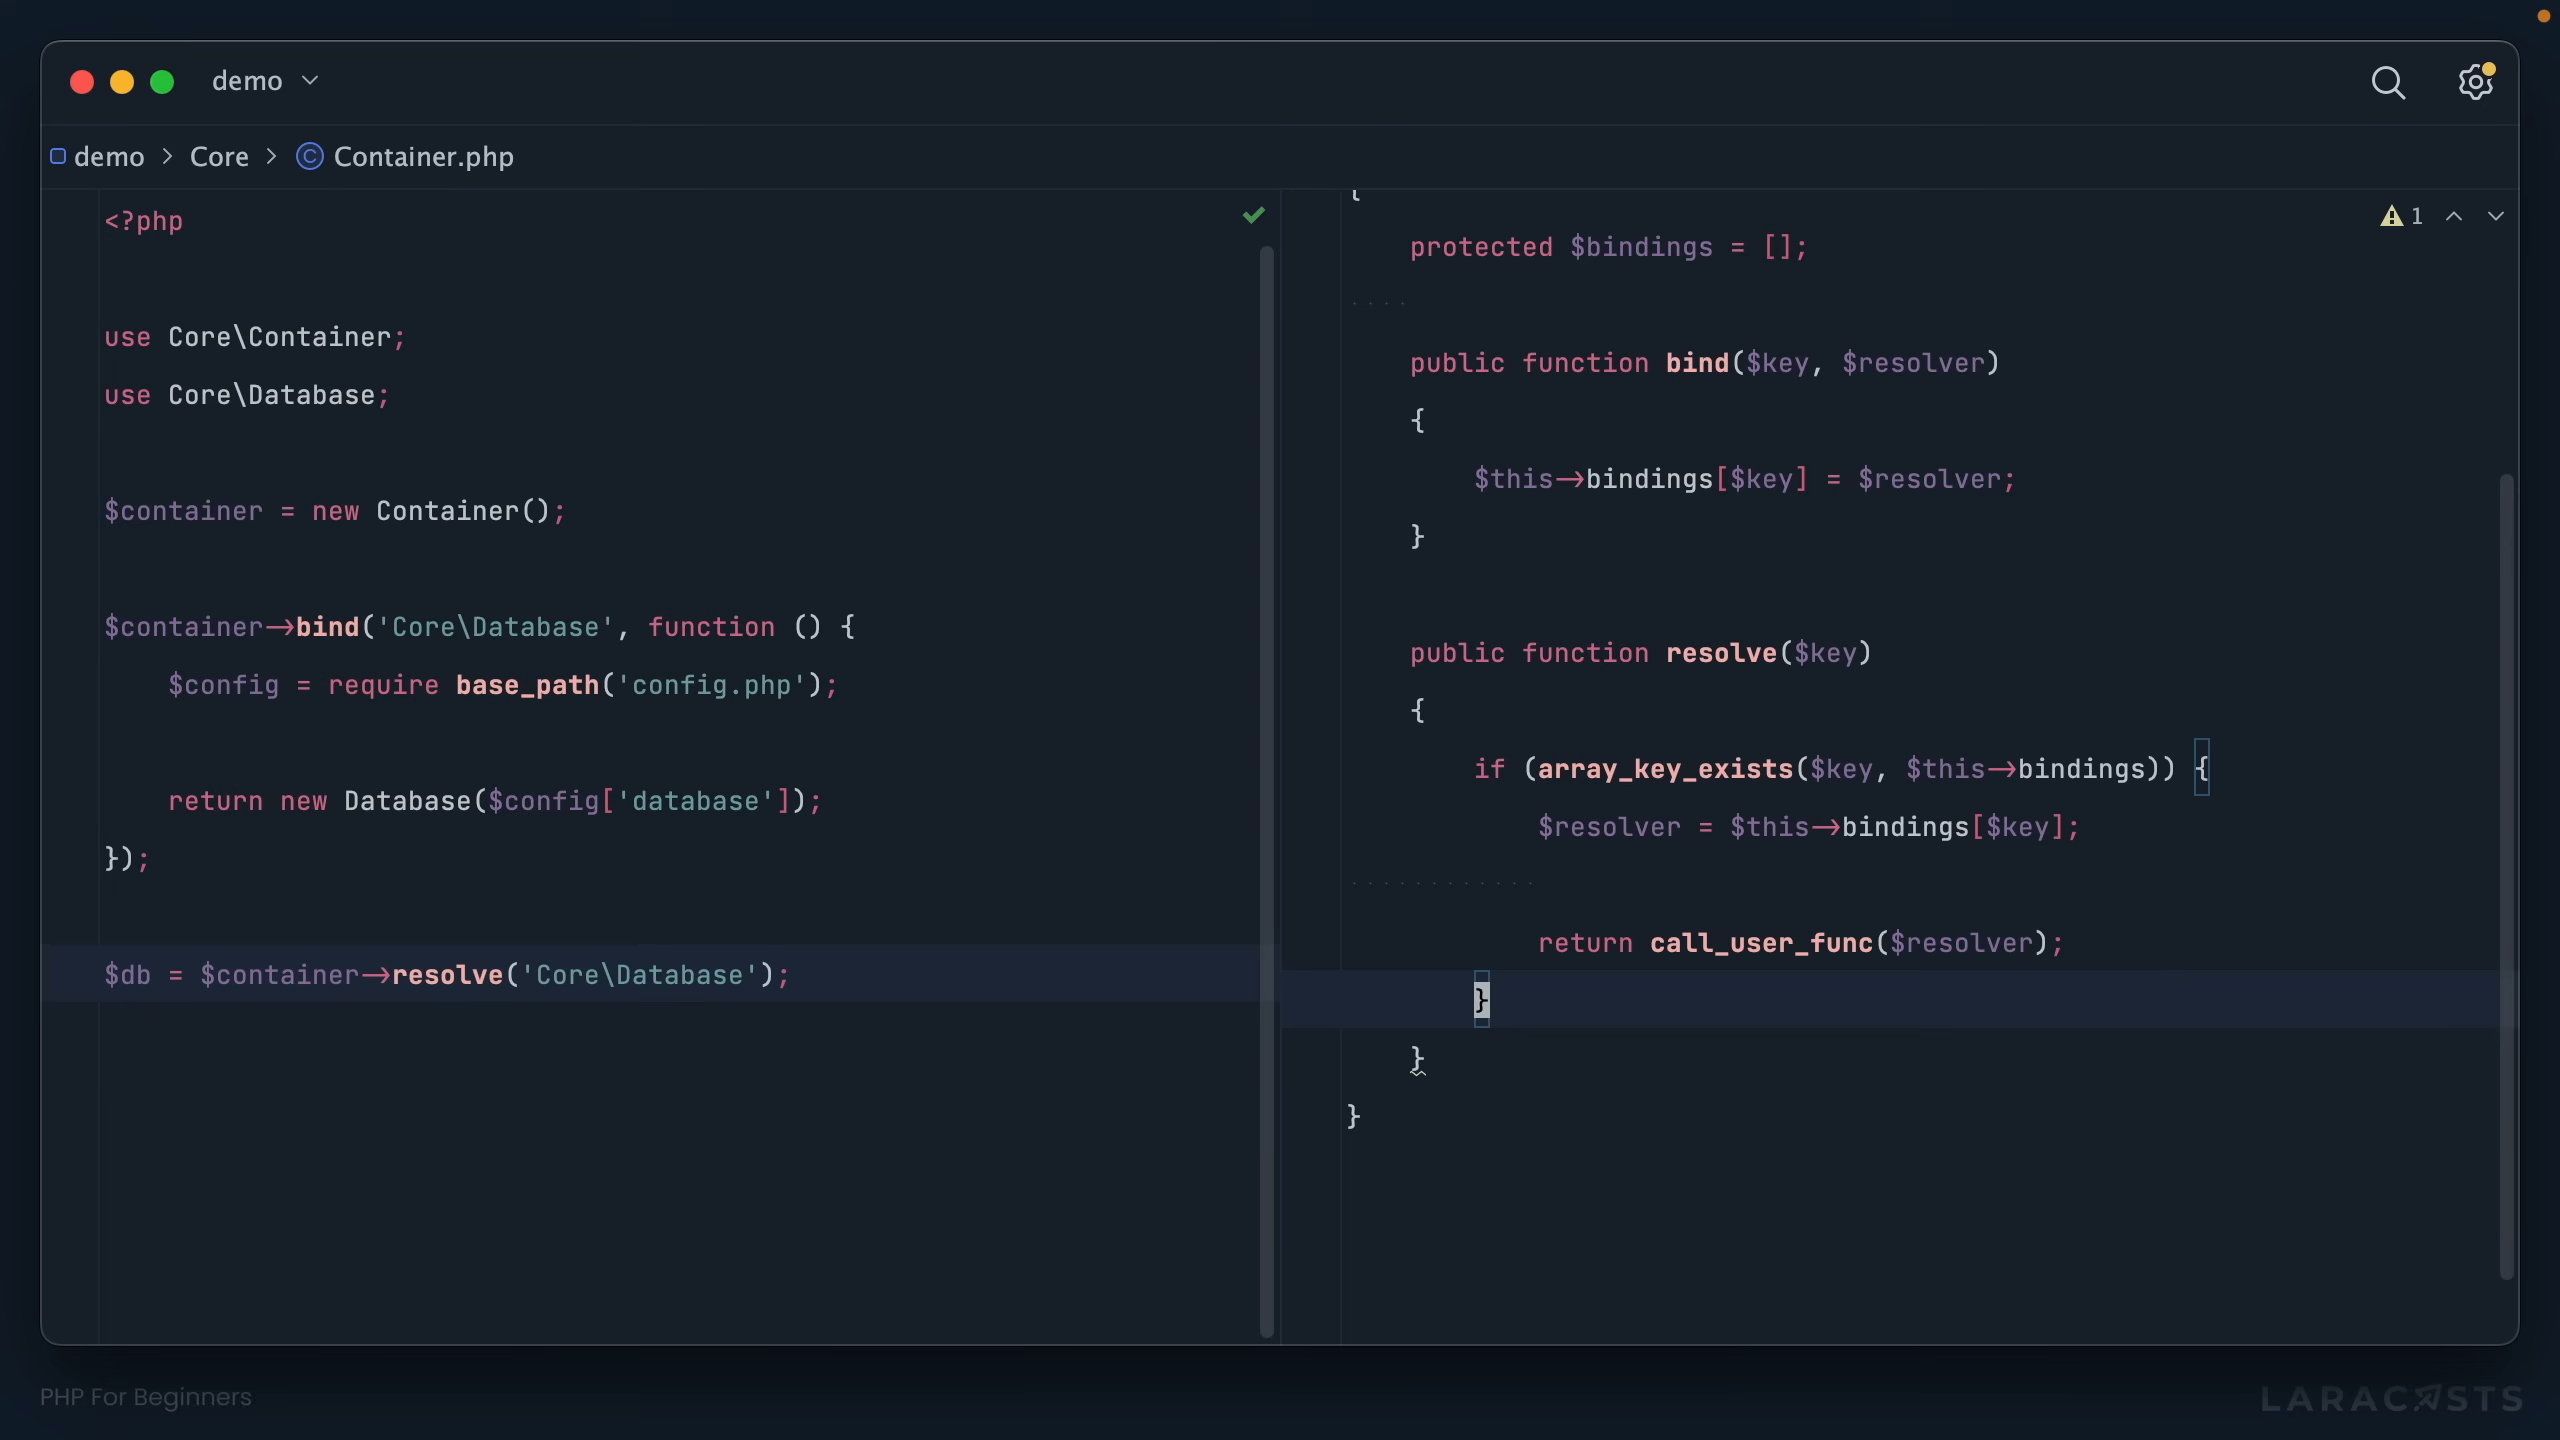 demo
demo > Core > Container.php
<?php
use Core\Container;
use Core\Database;
$container = new Container();
$container->bind('Core\Database', function () {
    $config = require base_path('config.php');
    return new Database($config['database']);
});
$db = $container->resolve('Core\Database');
1
{
    protected $bindings = [];
    public function bind($key, $resolver)
    {
        $this->bindings[$key] = $resolver;
    }
    public function resolve($key)
    {
        if (array_key_exists($key, $this->bindings)) {
            $resolver = $this->bindings[$key];
            return call_user_func($resolver);
        }
    }
}
PHP For Beginners
LARACASTS